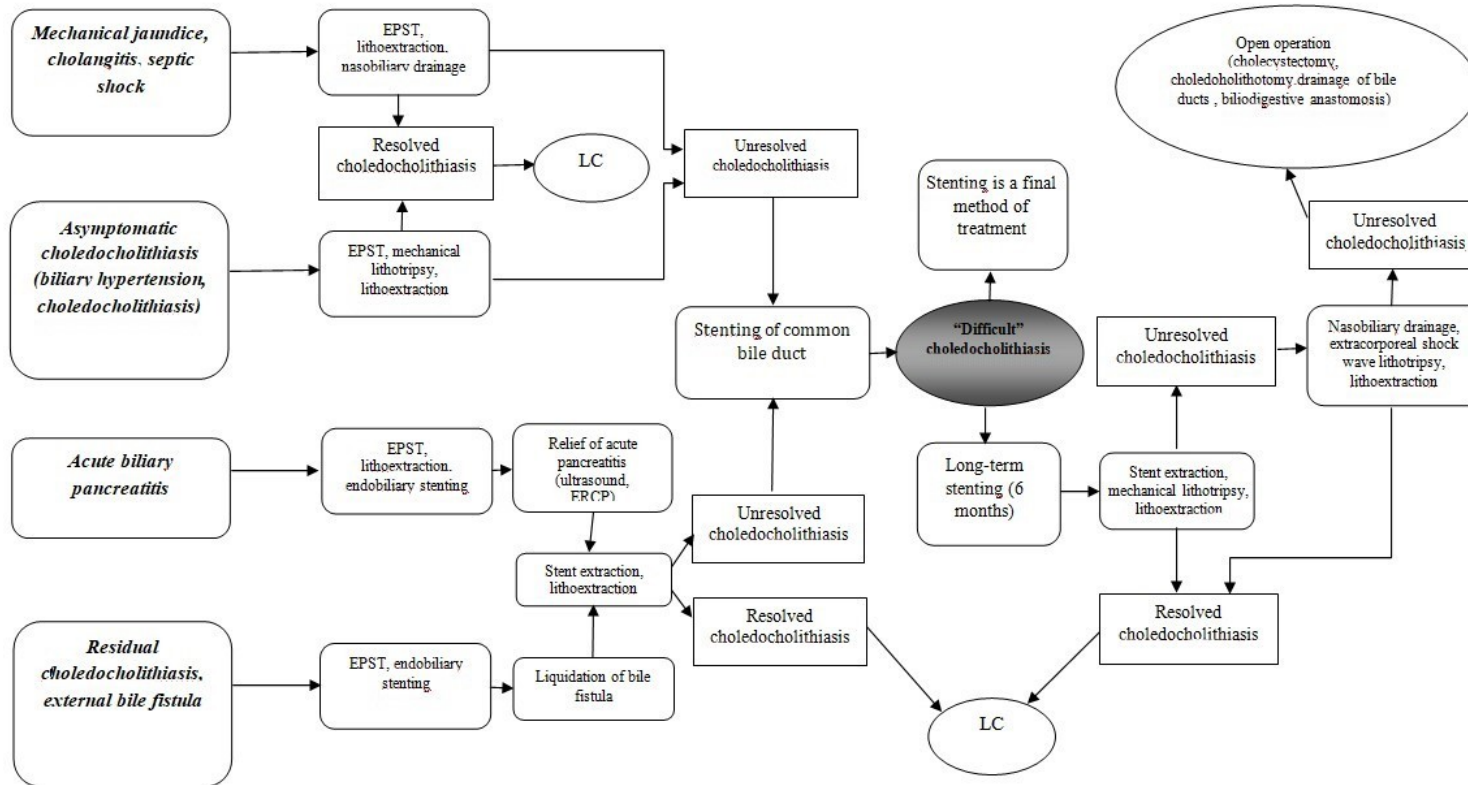 Mechanical jaundice,
cholangitis, septic
shock
EPST,
lithoextraction,
nasobiliary drainage
Resolved
choledocholithiasis
LC
Unresolved
choledocholithiasis
Asymptomatic
choledocholithiasis
(biliary hypertension,
choledocholithiasis)
EPST, mechanical
lithotripsy,
lithoextraction
Stenting of common
bile duct
Stenting is a final
method of
treatment
“Difficult”
choledocholithiasis
Open operation
(cholecystectomy,
choledoholithotomy.drainage of bile
ducts , biliodigestive anastomosis)
Unresolved
choledocholithiasis
Unresolved
choledocholithiasis
Nasobiliary drainage,
extracorporeal shock
wave lithotripsy,
lithoextraction
Acute biliary
pancreatitis
EPST,
lithoextraction.
endobiliary stenting
Relief of acute
pancreatitis
(ultrasound,
ERCP)
Stent extraction,
lithoextraction
Unresolved
choledocholithiasis
Resolved
choledocholithiasis
Long-term
stenting (6
months)
Stent extraction,
mechanical lithotripsy,
lithoextraction
Resolved
choledocholithiasis
Residual
choledocholithiasis,
external bile fistula
EPST, endobiliary
stenting
Liquidation of bile
fistula
LC